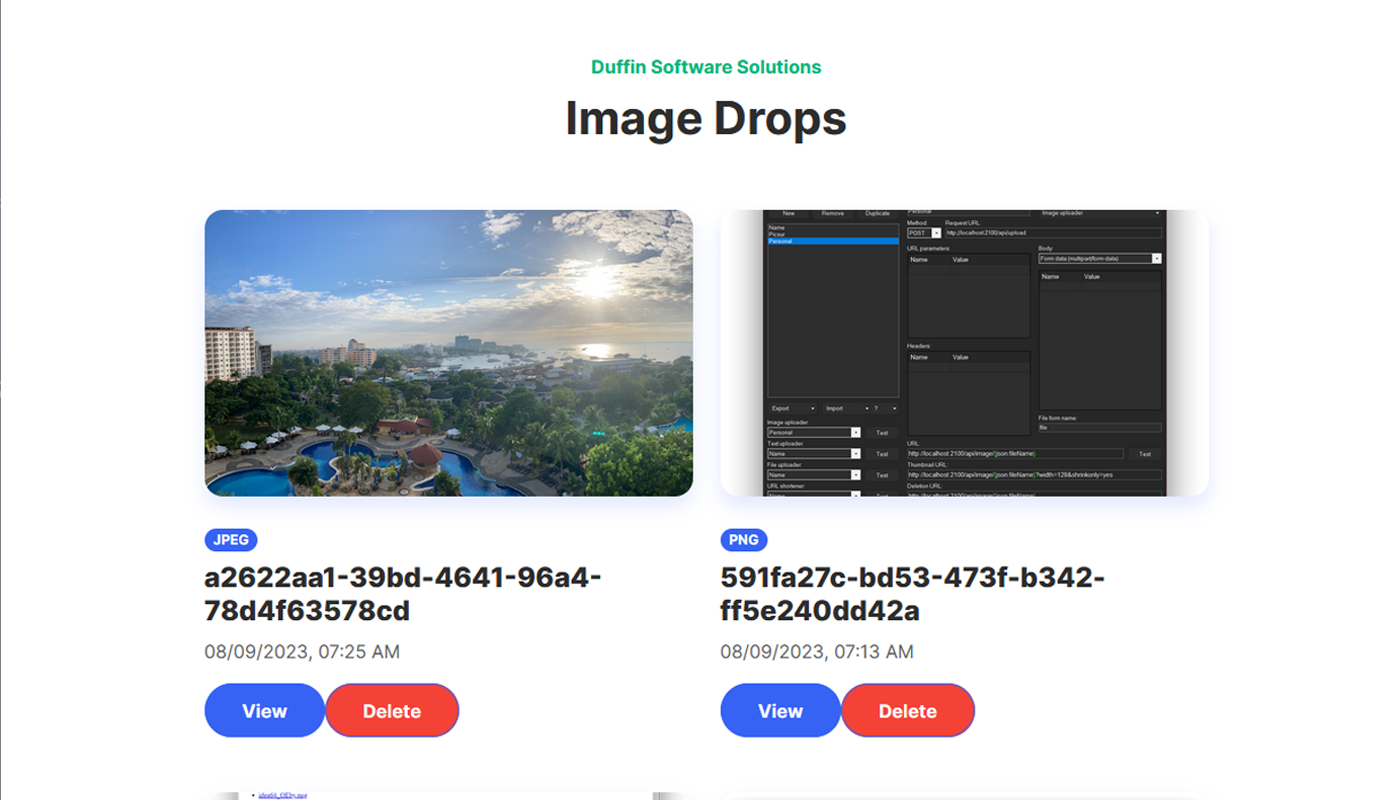 Duffin Software Solutions
Image Drops
New Remove Duplicate
Name
Picsur
Personal
Export Import ?
Image uploader:
Personal Test
Text uploader:
Name Test
File uploader:
Name Test
URL shortener:
Personal Image uploader
Method: Request URL:
POST http://localhost:2100/api/upload
URL parameters: Body:
Name Value Form data (multipart/form-data)
Name Value
Headers:
Name Value
File form name:
file
URL:
http://localhost:2100/api/image/{json:fileName} Test
Thumbnail URL:
http://localhost:2100/api/image/{json:fileName}?width=128&shrinkonly=yes
Deletion URL:
JPEG
a2622aa1-39bd-4641-96a4-
78d4f63578cd
08/09/2023, 07:25 AM
View Delete
PNG
591fa27c-bd53-473f-b342-
ff5e240dd42a
08/09/2023, 07:13 AM
View Delete